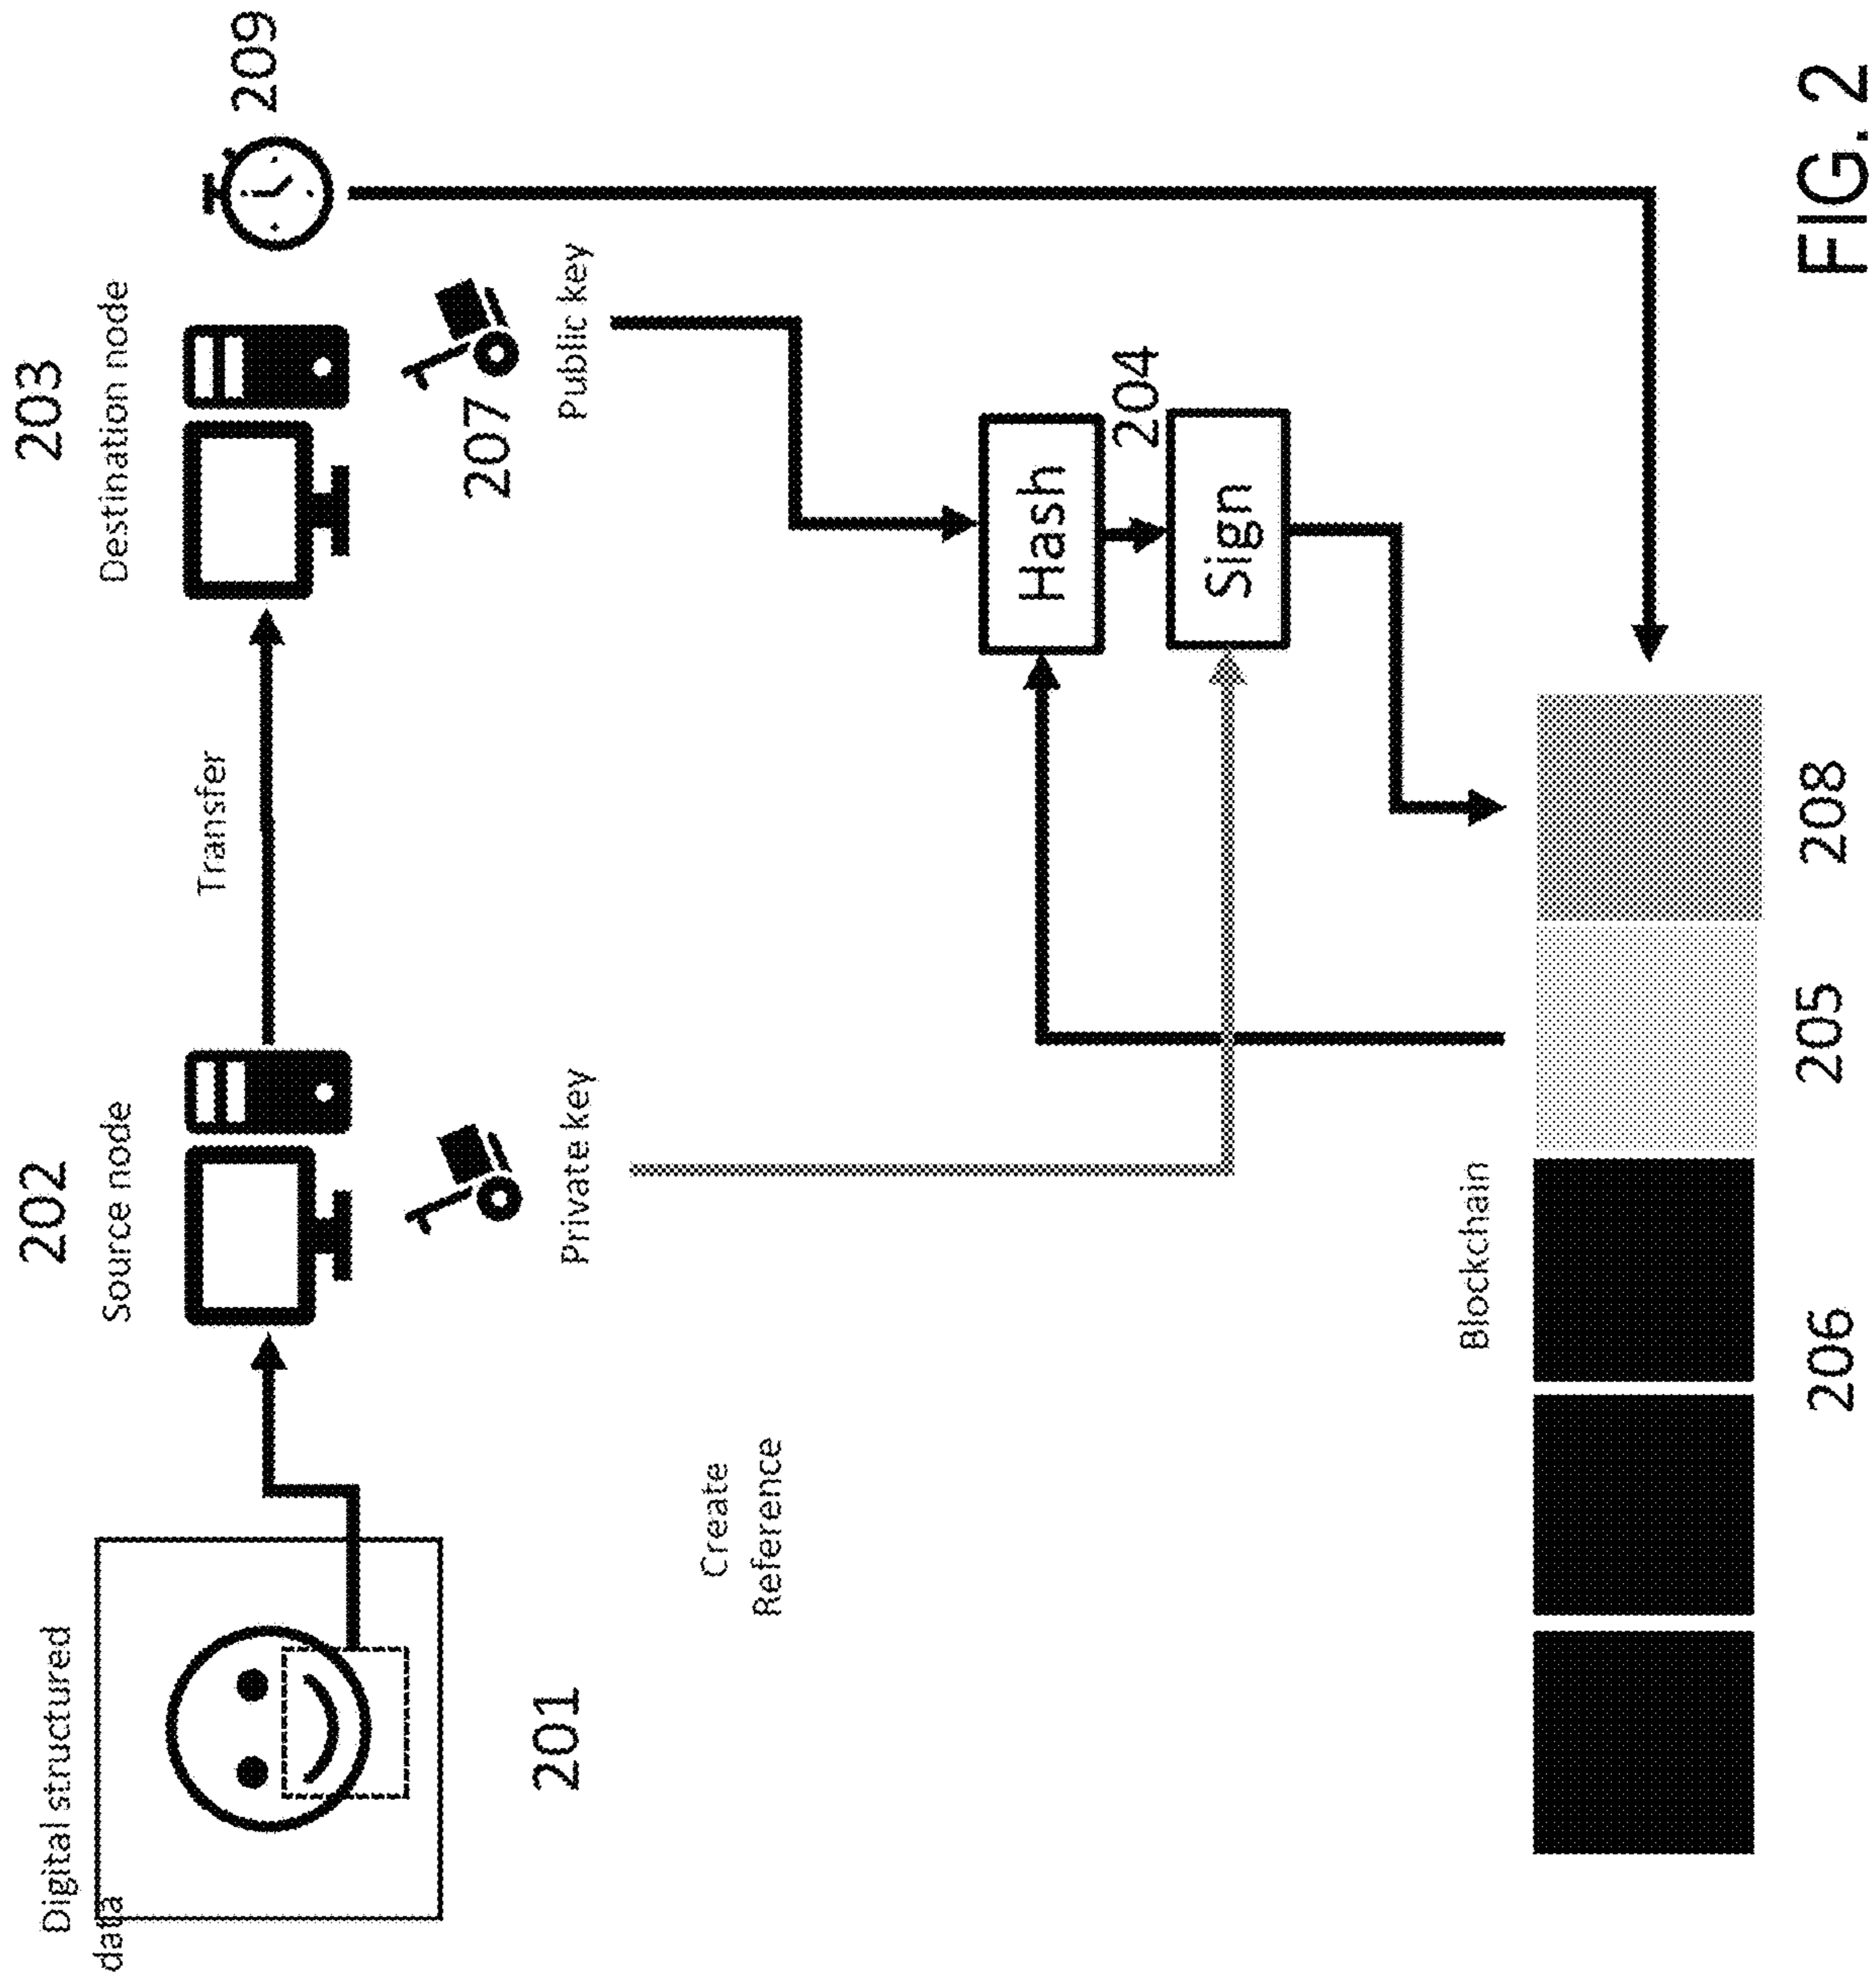 202
203
Digital structured
data
Source node
Destination node
209
Transfer
207
201
Private key
Public key
Create
Reference
Hash
204
Sign
Blockchain
206
205
208
FIG. 2